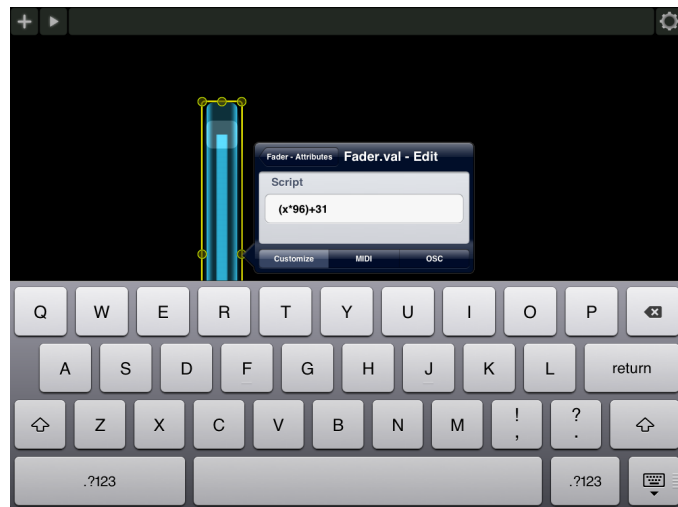 Fader - Attributes Fader.val - Edit
Script
(x*96)+31
Customize MIDI OSC
Q W E R T Y U I O P
A S D F G H J K L return
Z X C V B N M ! , ? .
.?123 .?123